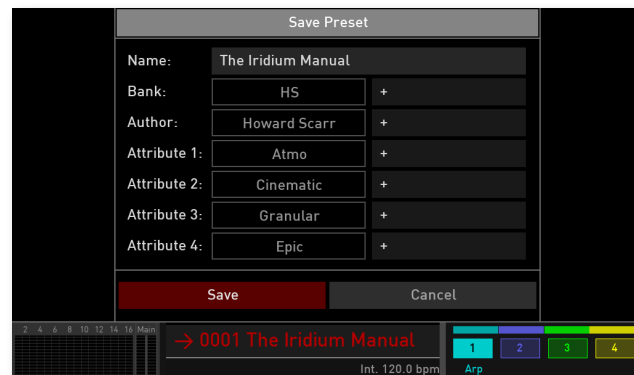 Save Preset
Name: The Iridium Manual
Bank: HS +
Author: Howard Scarr +
Attribute 1: Atmo +
Attribute 2: Cinematic +
Attribute 3: Granular +
Attribute 4: Epic +
Save Cancel
2 4 6 8 10 12 14 16 Main
→ 0001 The Iridium Manual
1 2 3 4
Int. 120.0 bpm Arp